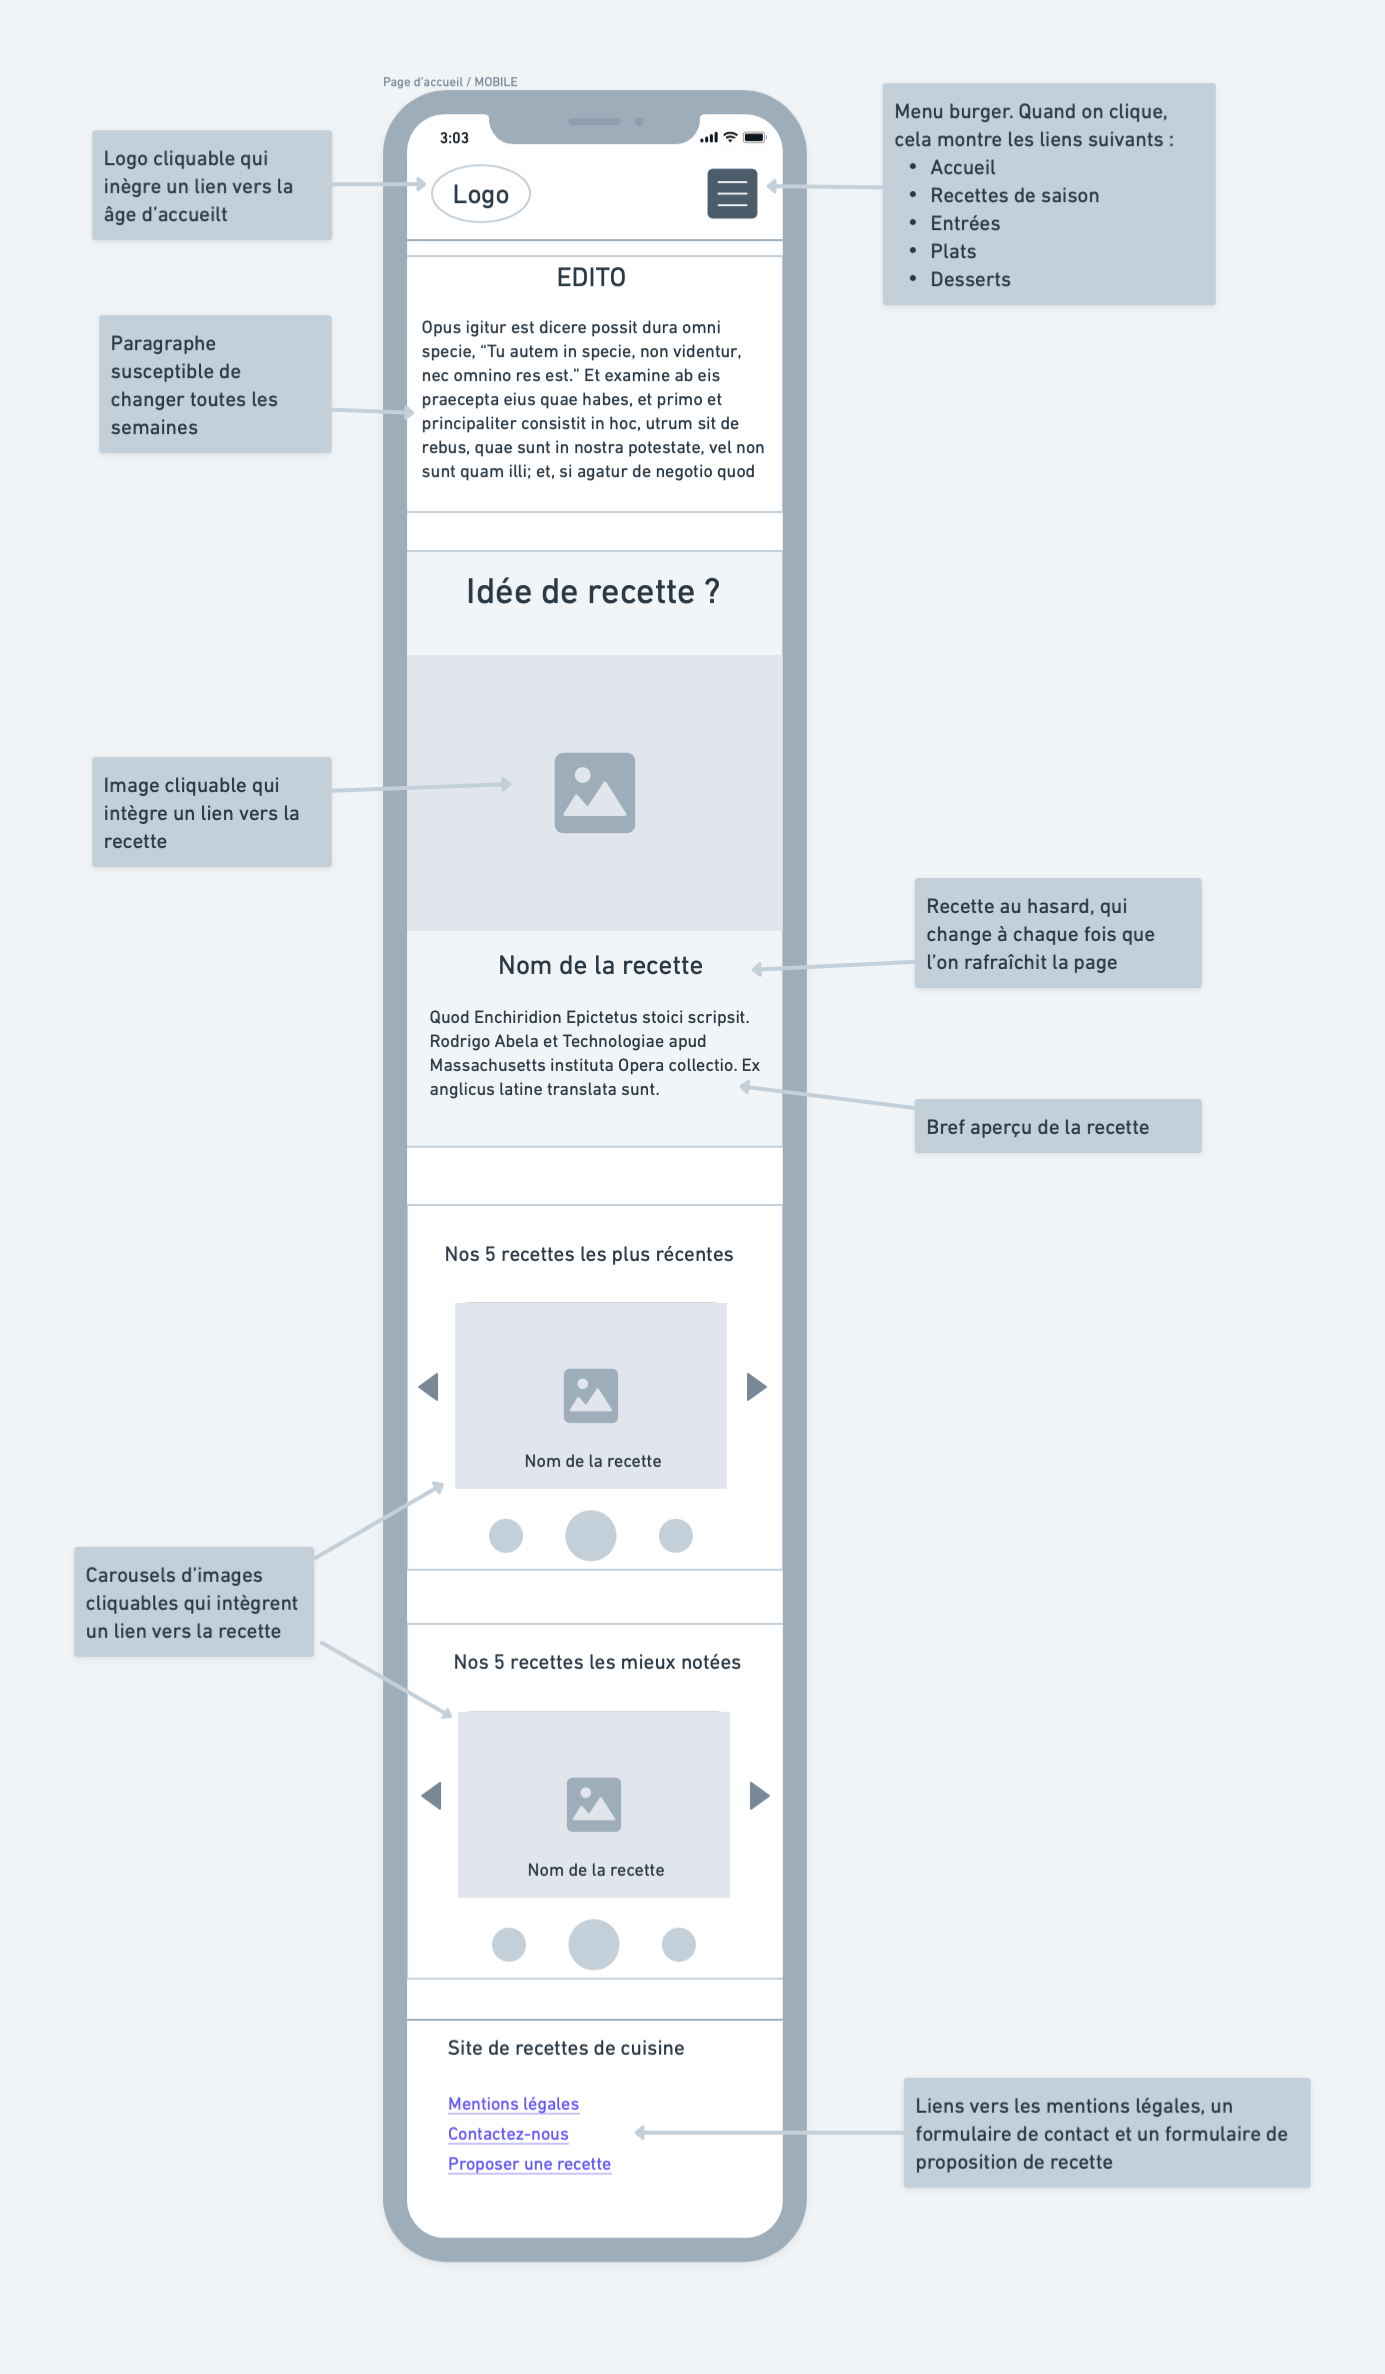 Page d'accueil / MOBILE
3:03
Logo
Logo cliquable qui
inègre un lien vers la
âge d'accueilt
Menu burger. Quand on clique,
cela montre les liens suivants :
• Accueil
• Recettes de saison
• Entrées
• Plats
• Desserts
EDITO
Opus igitur est dicere possit dura omni
specie, “Tu autem in specie, non videntur,
nec omnino res est.” Et examine ab eis
praecepta eius quae habes, et primo et
principaliter consistit in hoc, utrum sit de
rebus, quae sunt in nostra potestate, vel non
sunt quam illi; et, si agatur de negotio quod
Paragraphe
susceptible de
changer toutes les
semaines
Idée de recette ?
Image cliquable qui
intègre un lien vers la
recette
Nom de la recette
Recette au hasard, qui
change à chaque fois que
l'on rafraîchit la page
Quod Enchiridion Epictetus stoici scripsit.
Rodrigo Abela et Technologiae apud
Massachusetts instituta Opera collectio. Ex
anglicus latine translata sunt.
Bref aperçu de la recette
Nos 5 recettes les plus récentes
Nom de la recette
Carousels d'images
cliquables qui intègrent
un lien vers la recette
Nos 5 recettes les mieux notées
Nom de la recette
Site de recettes de cuisine
Mentions légales
Contactez-nous
Proposer une recette
Liens vers les mentions légales, un
formulaire de contact et un formulaire de
proposition de recette